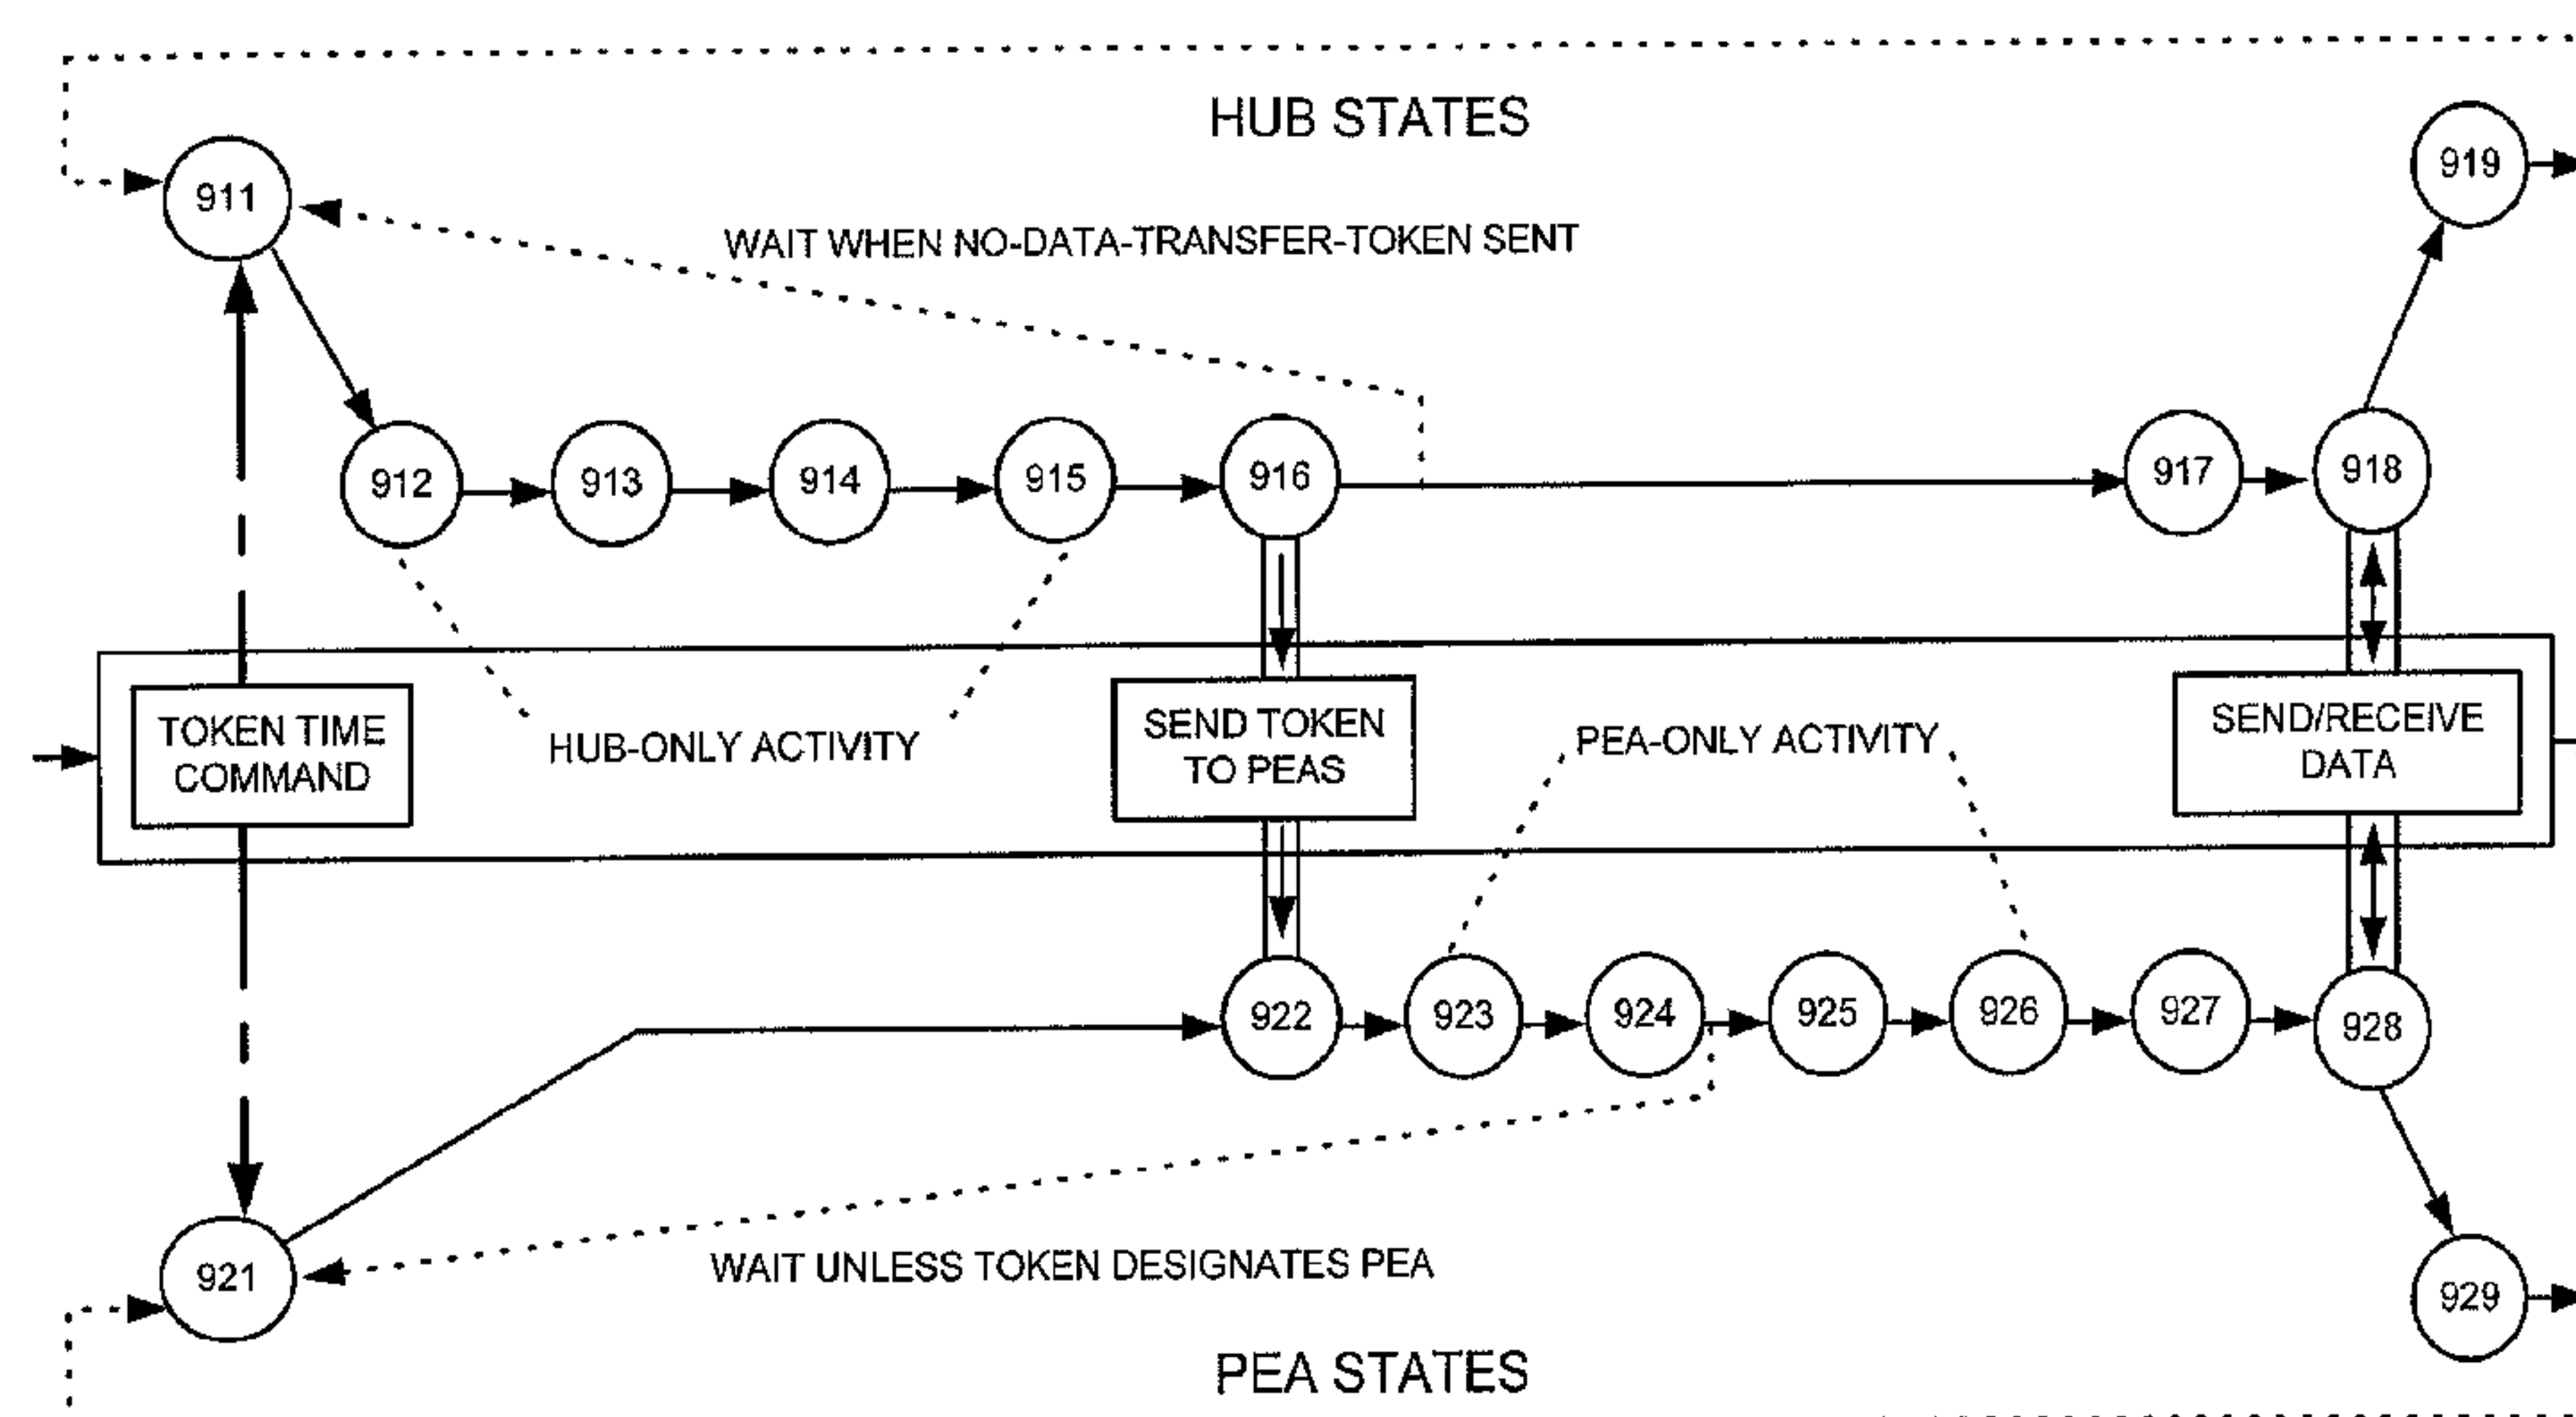 HUB STATES
919
911
WAIT WHEN NO-DATA-TRANSFER-TOKEN SENT
912
913
914
915
916
917
918
TOKEN TIME
COMMAND
HUB-ONLY ACTIVITY
SEND TOKEN
TO PEAS
PEA-ONLY ACTIVITY
SEND/RECEIVE
DATA
922
923
924
925
926
927
928
921
WAIT UNLESS TOKEN DESIGNATES PEA
929
PEA STATES